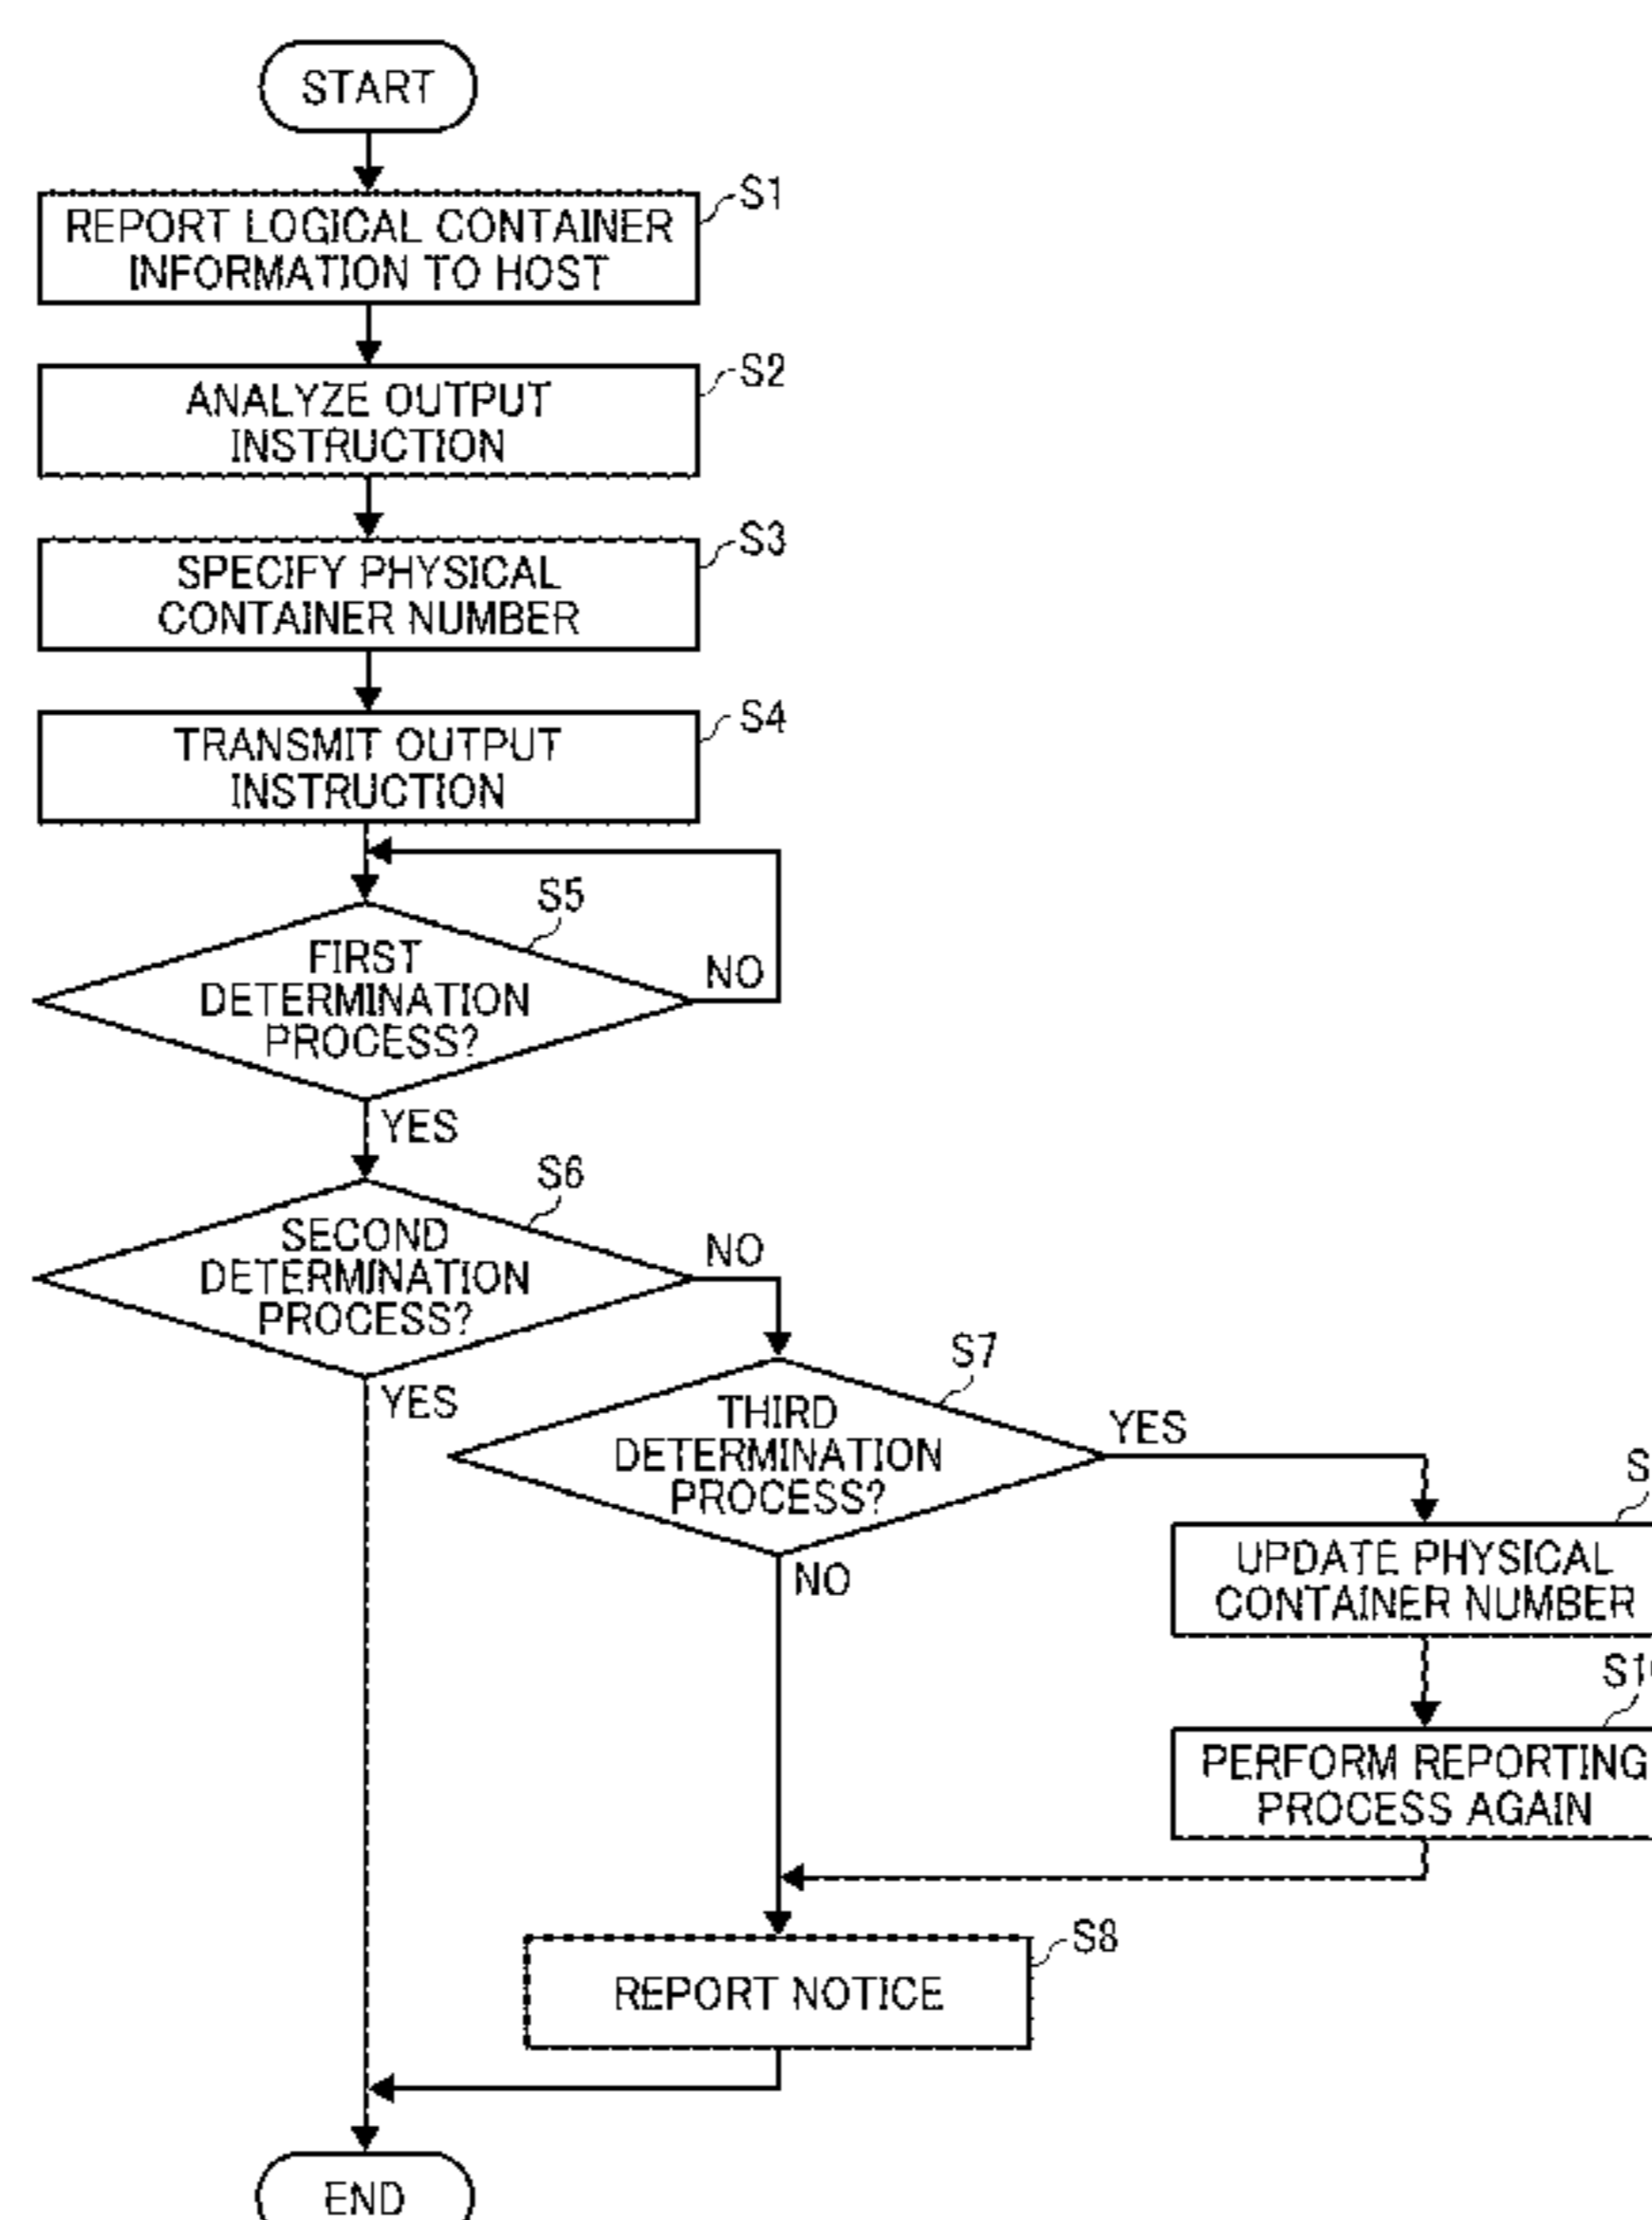 START
S1
REPORT LOGICAL CONTAINER
INFORMATION TO HOST
S2
ANALYZE OUTPUT
INSTRUCTION
S3
SPECIFY PHYSICAL
CONTAINER NUMBER
S4
TRANSMIT OUTPUT
INSTRUCTION
S5
FIRST
DETERMINATION
PROCESS?
NO
YES
S6
SECOND
DETERMINATION
PROCESS?
NO
YES
S7
THIRD
DETERMINATION
PROCESS?
YES
NO
UPDATE PHYSICAL
CONTAINER NUMBER
PERFORM REPORTING
PROCESS AGAIN
S8
REPORT NOTICE
END